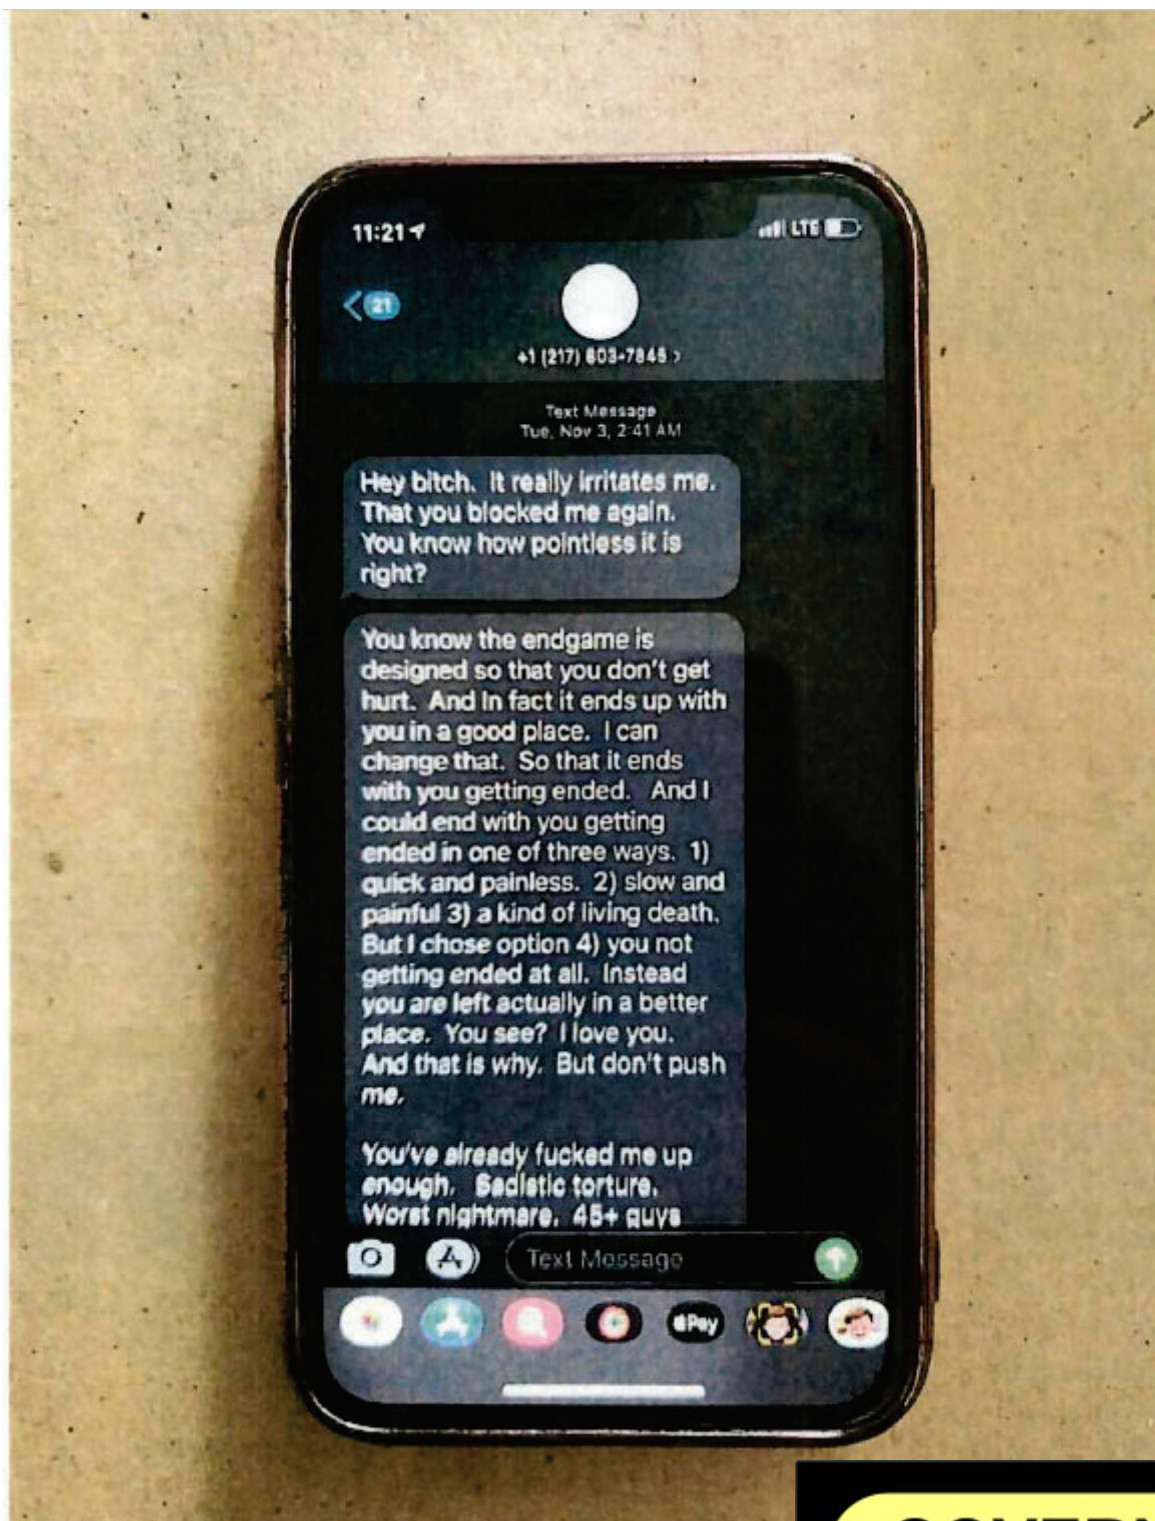 11:21
LTE
21
+1 (217) 603-7845
Text Message
Tue, Nov 3, 2:41 AM
Hey bitch.  It really irritates me.
That you blocked me again.
You know how pointless it is
right?
You know the endgame is
designed so that you don't get
hurt.  And in fact it ends up with
you in a good place.  I can
change that.  So that it ends
with you getting ended.   And I
could end with you getting
ended in one of three ways.  1)
quick and painless.  2) slow and
painful 3) a kind of living death.
But I chose option 4) you not
getting ended at all.  Instead
you are left actually in a better
place.  You see?  I love you.
And that is why.  But don't push
me.
You've already fucked me up
enough.  Sadistic torture.
Worst nightmare.  45+ guys
Text Message
Pay